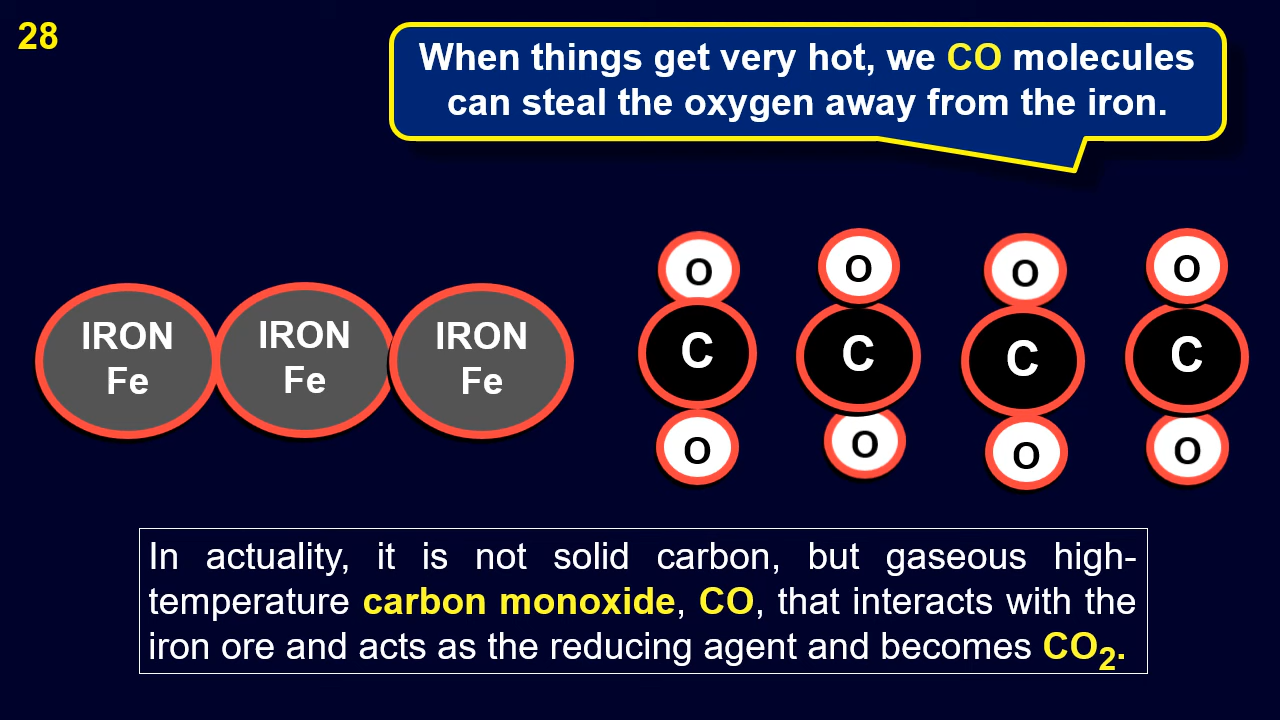 28
When things get very hot, we CO molecules
can steal the oxygen away from the iron.
O O O O
IRON IRON IRON
Fe Fe Fe
C C C C
O O O O
In actuality, it is not solid carbon, but gaseous high-
temperature carbon monoxide, CO, that interacts with the
iron ore and acts as the reducing agent and becomes CO₂.